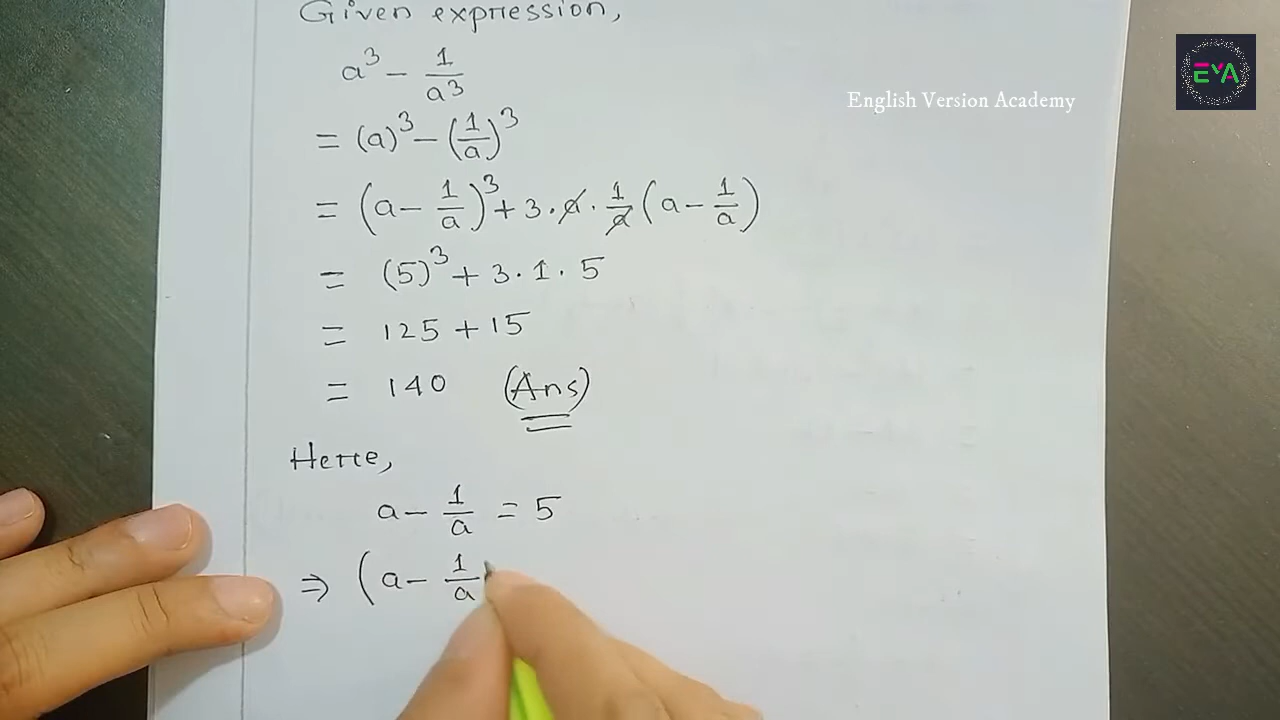 Given expression,
a³ − 1/a³
= (a)³ − (1/a)³
= (a − 1/a)³ + 3 · a · 1/a (a − 1/a)
= (5)³ + 3 · 1 · 5
= 125 + 15
= 140 (Ans)
Here,
a − 1/a = 5
⇒ (a − 1/a
English Version Academy
EYA